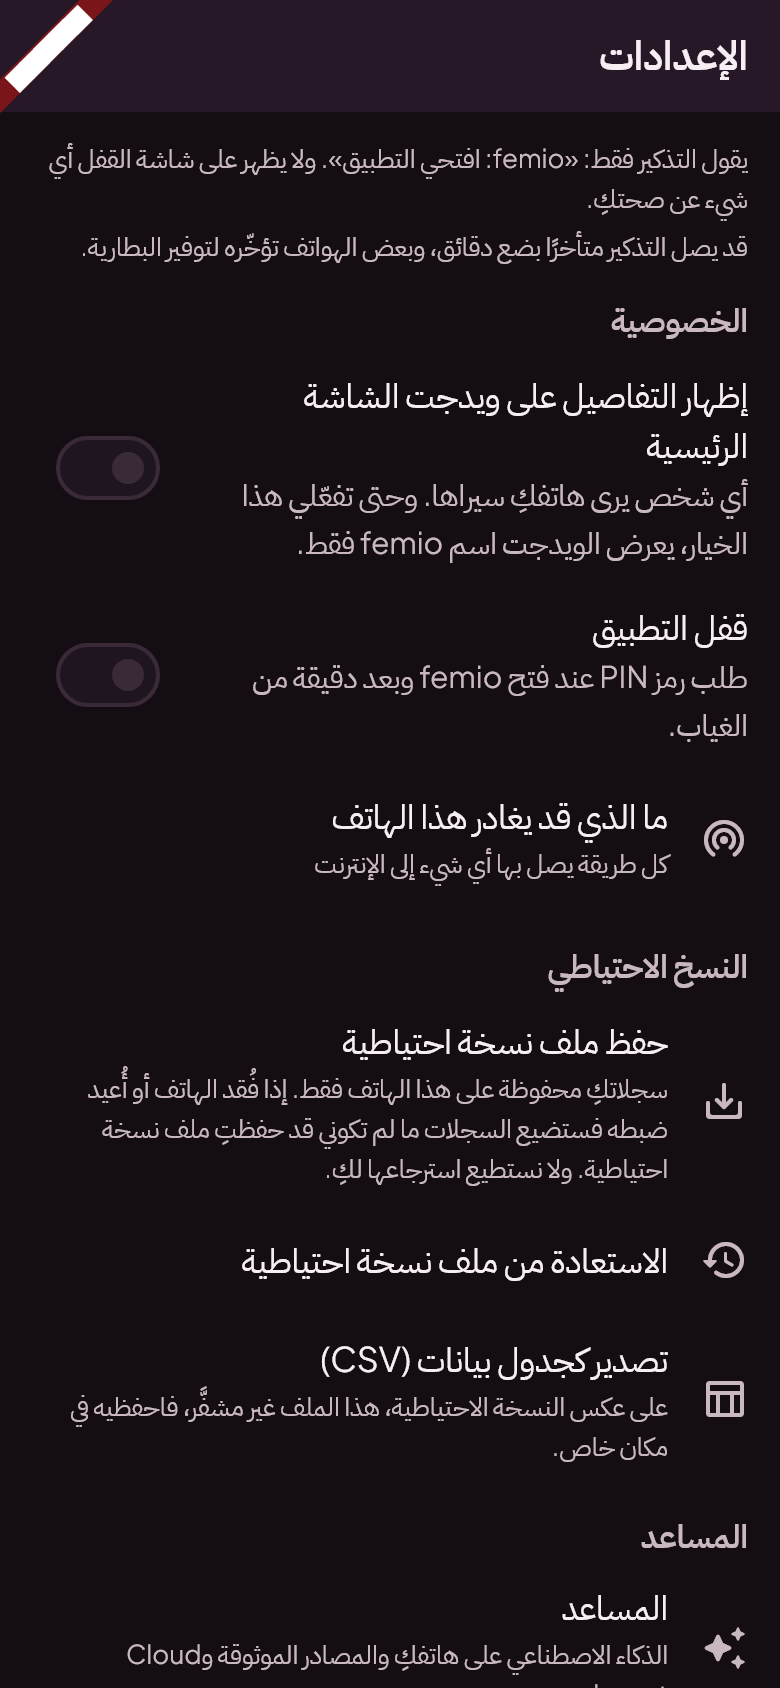 الإعدادات
يقول التذكير فقط: «femio: افتحي التطبيق». ولا يظهر على شاشة القفل أي
شيء عن صحتكِ.
قد يصل التذكير متأخرًا بضع دقائق، وبعض الهواتف تؤخّره لتوفير البطارية.
الخصوصية
إظهار التفاصيل على ويدجت الشاشة
الرئيسية
أي شخص يرى هاتفكِ سيراها. وحتى تفعّلي هذا
الخيار، يعرض الويدجت اسم femio فقط.
قفل التطبيق
طلب رمز PIN عند فتح femio وبعد دقيقة من
الغياب.
ما الذي قد يغادر هذا الهاتف
كل طريقة يصل بها أي شيء إلى الإنترنت
النسخ الاحتياطي
حفظ ملف نسخة احتياطية
سجلاتكِ محفوظة على هذا الهاتف فقط. إذا فُقد الهاتف أو أُعيد
ضبطه فستضيع السجلات ما لم تكوني قد حفظتِ ملف نسخة
احتياطية. ولا نستطيع استرجاعها لكِ.
الاستعادة من ملف نسخة احتياطية
تصدير كجدول بيانات (CSV)
على عكس النسخة الاحتياطية، هذا الملف غير مشفَّر، فاحفظيه في
مكان خاص.
المساعد
المساعد
الذكاء الاصطناعي على هاتفكِ والمصادر الموثوقة وCloud